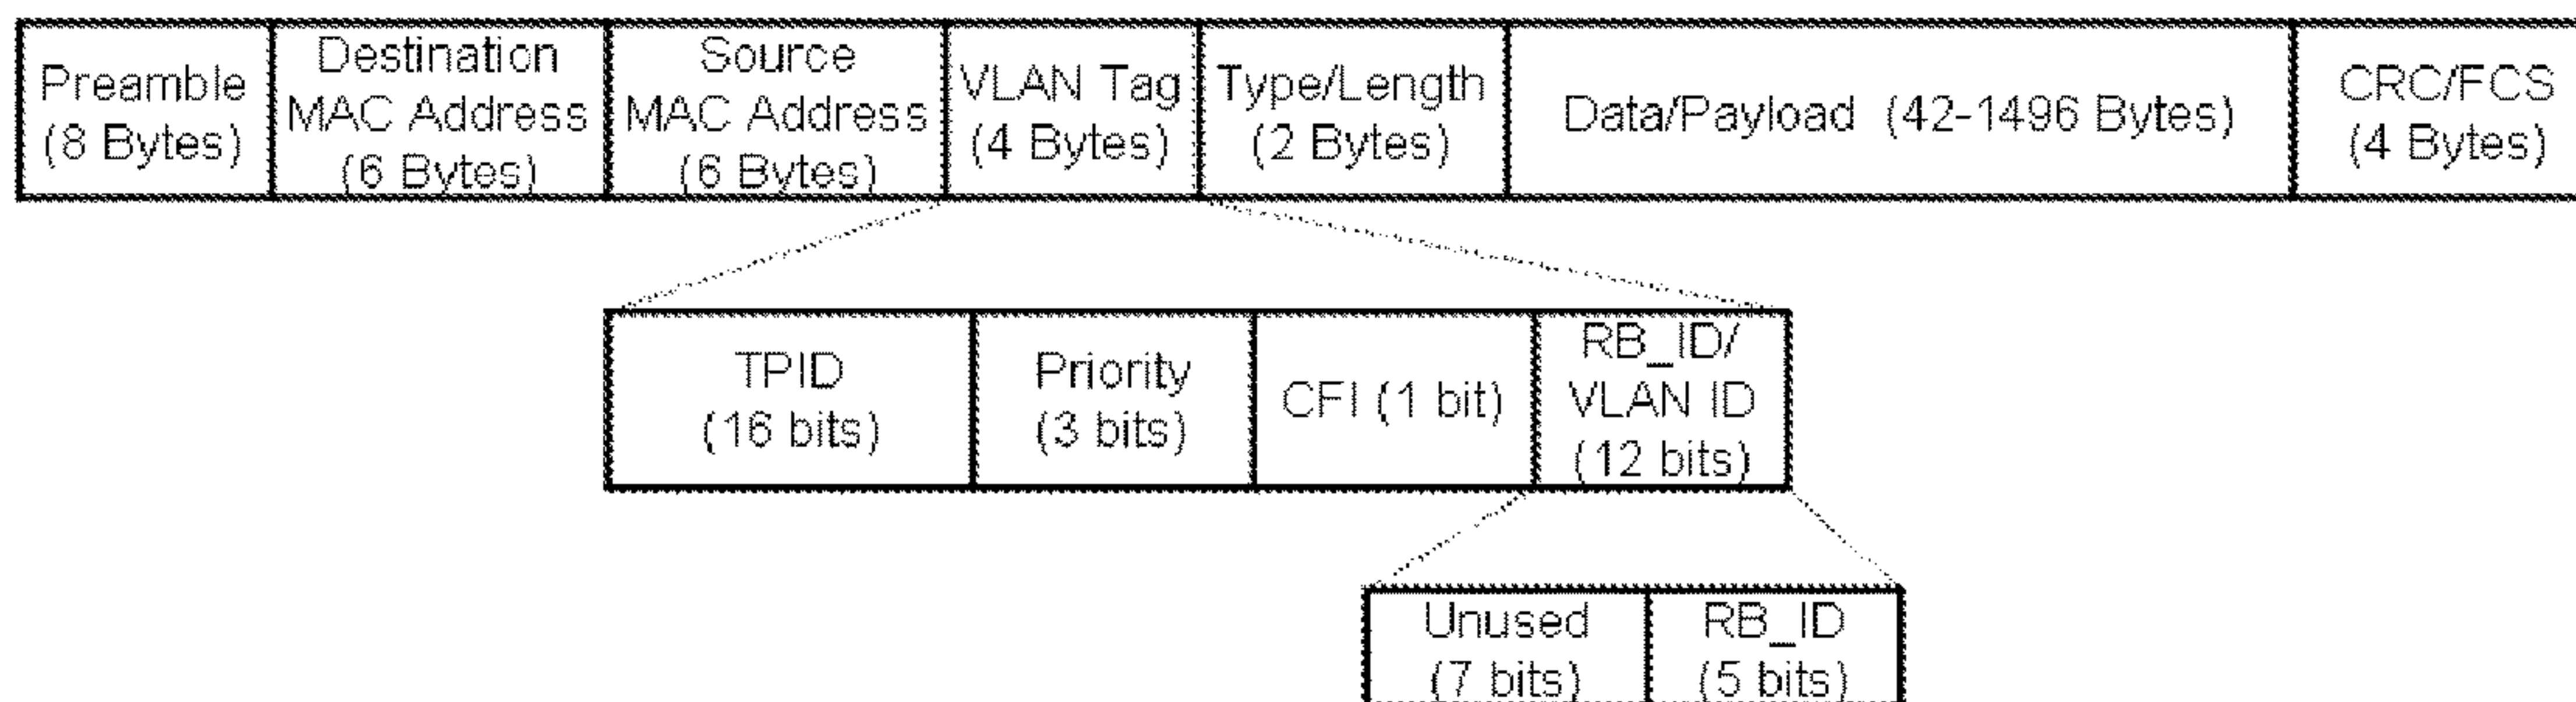 Preamble
(8 Bytes)
Destination
MAC Address
(6 Bytes)
Source
MAC Address
(6 Bytes)
VLAN Tag
(4 Bytes)
Type/Length
(2 Bytes)
Data/Payload (42-1496 Bytes)
CRC/FCS
(4 Bytes)
TPID
(16 bits)
Priority
(3 bits)
CFI (1 bit)
RB_ID/
VLAN ID
(12 bits)
Unused
(7 bits)
RB_ID
(5 bits)